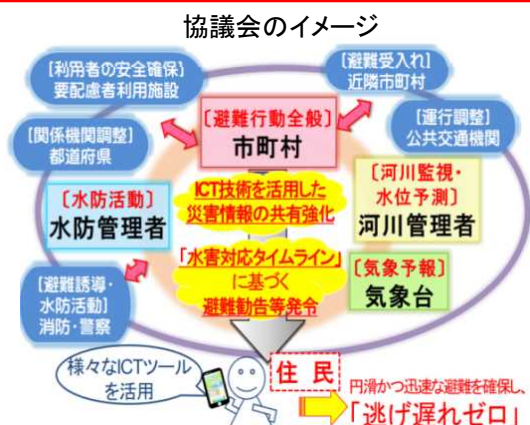 協議会のイメージ
［利用者の安全確保］
要配慮者利用施設
［避難受入れ］
近隣市町村
［関係機関調整］
都道府県
［避難行動全般］
市町村
［運行調整］
公共交通機関
［水防活動］
水防管理者
ICT技術を活用した
災害情報の共有強化
［河川監視・
水位予測］
河川管理者
「水害対応タイムライン」
に基づく
避難勧告等発令
［気象予報］
気象台
［避難誘導・
水防活動］
消防・警察
様々なICTツール
を活用
住民
円滑かつ迅速な避難を確保し、
「逃げ遅れゼロ」